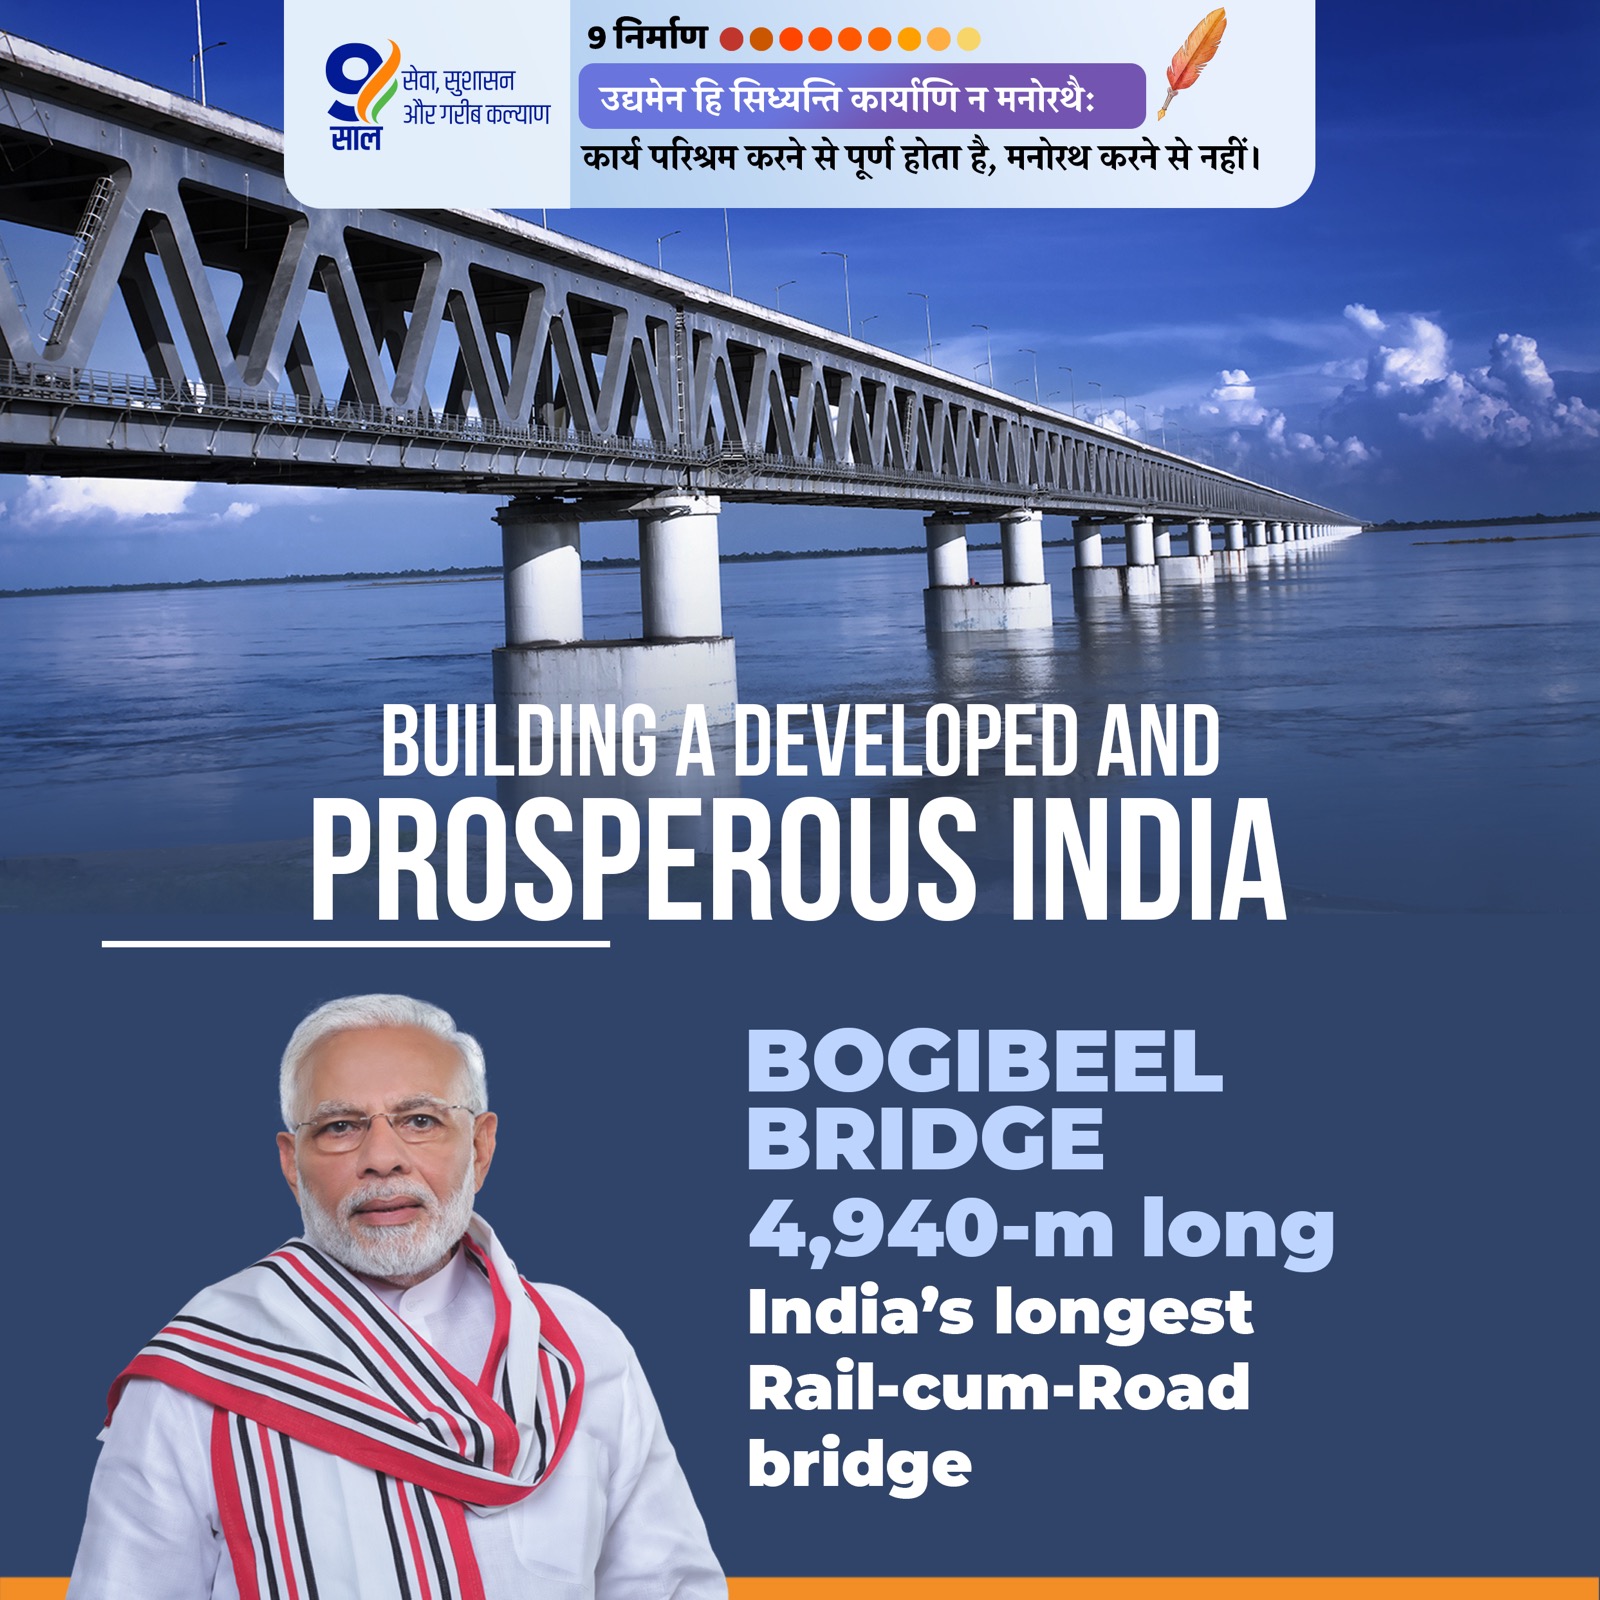 9 साल
सेवा, सुशासन
और गरीब कल्याण
9 निर्माण
उद्यमेन हि सिध्यन्ति कार्याणि न मनोरथैः
कार्य परिश्रम करने से पूर्ण होता है, मनोरथ करने से नहीं।
BUILDING A DEVELOPED AND
PROSPEROUS INDIA
BOGIBEEL
BRIDGE
4,940-m long
India’s longest
Rail-cum-Road
bridge